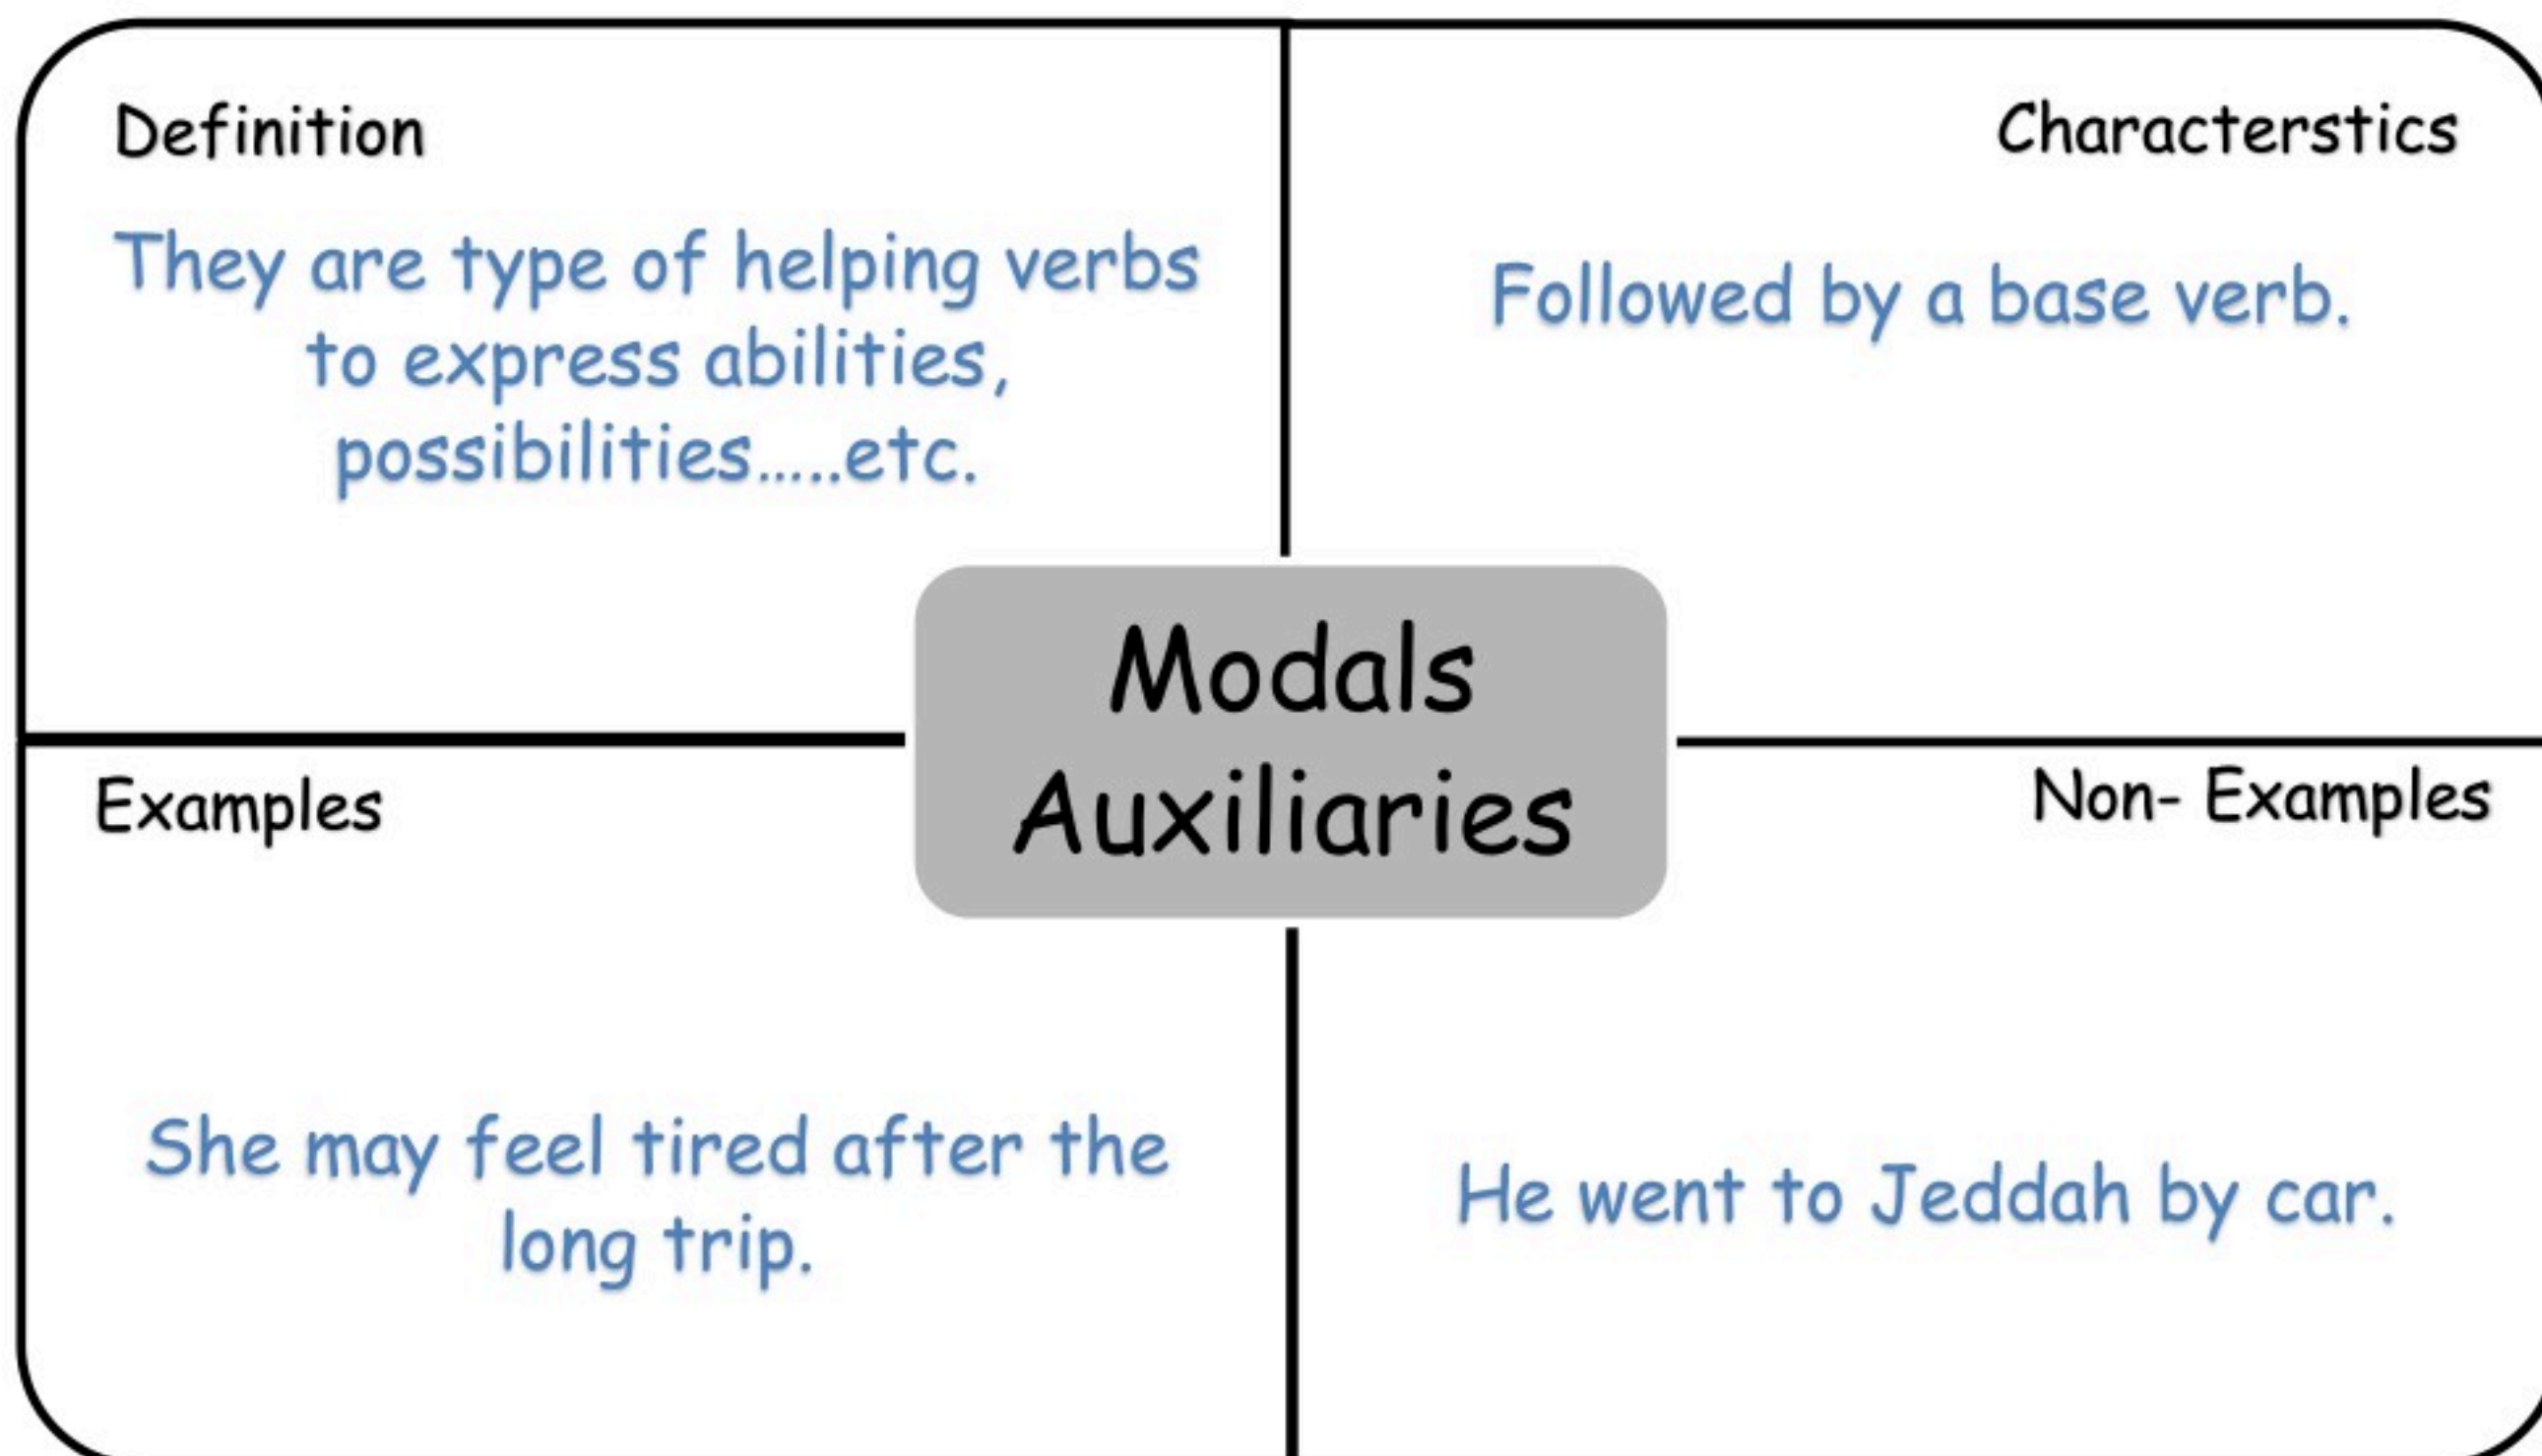 Definition
They are type of helping verbs
to express abilities,
possibilities.....etc.
Characterstics
Followed by a base verb.
Modals
Auxiliaries
Examples
She may feel tired after the
long trip.
Non- Examples
He went to Jeddah by car.